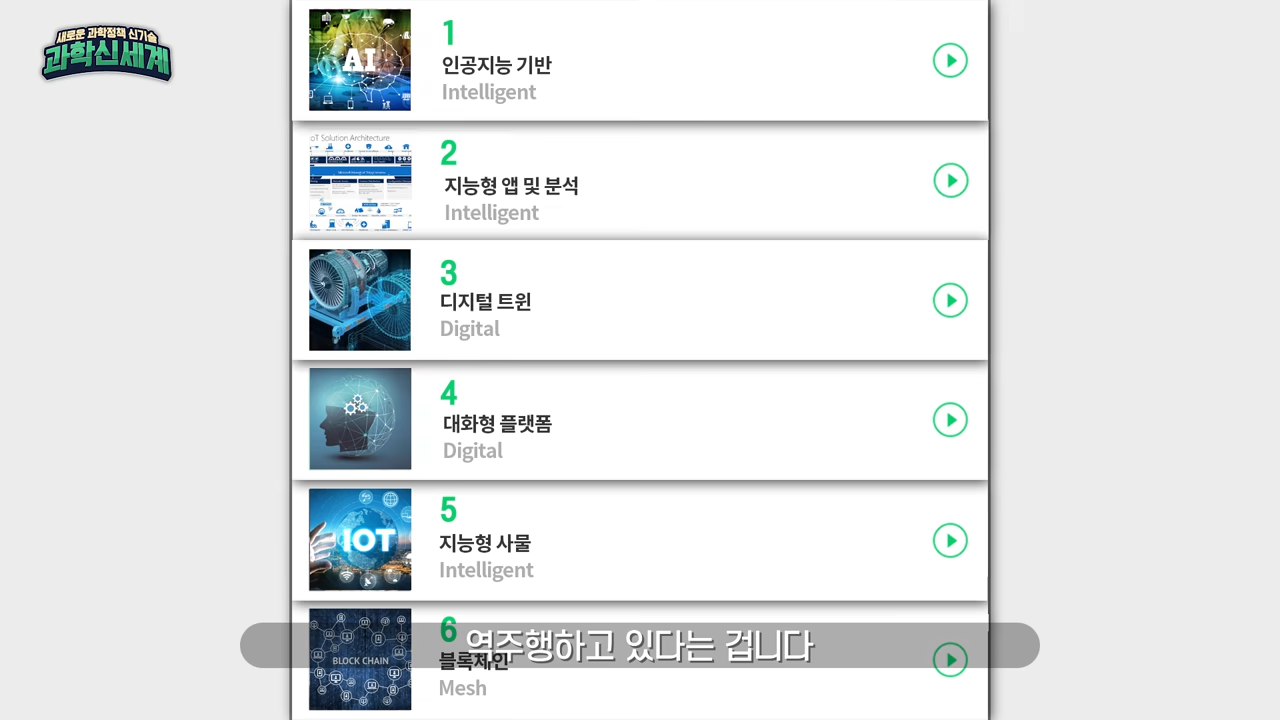 새로운 과학정책 신기술
과학신세계
AI
1
인공지능 기반
Intelligent
IoT Solution Architecture
2
지능형 앱 및 분석
Intelligent
3
디지털 트윈
Digital
4
대화형 플랫폼
Digital
IOT
5
지능형 사물
Intelligent
BLOCK CHAIN
6
블록체인
Mesh
역주행하고 있다는 겁니다